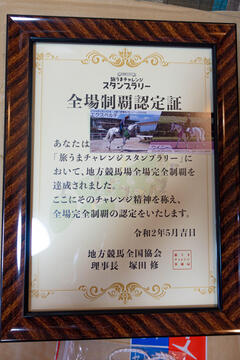 旅うまチャレンジ
スタンプラリー
全場制覇認定証
あなたは
「旅うまチャレンジスタンプラリー」に
おいて、地方競馬場全場完全制覇を
達成されました。
ここにそのチャレンジ精神を称え、
全場完全制覇の認定をいたします。
令和2年5月吉日
地方競馬全国協会
理事長 塚田 修